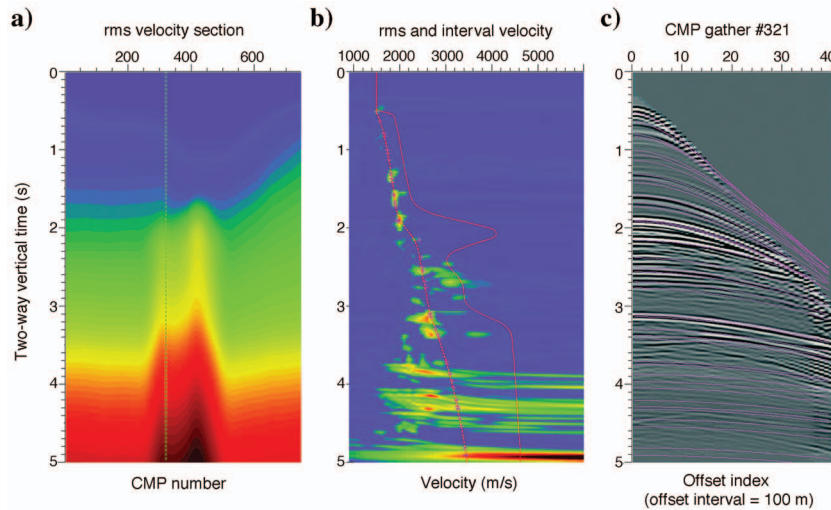 a)
rms velocity section
200 400 600
0
1
2
3
4
5
Two-way vertical time (s)
CMP number
b)
rms and interval velocity
1000 2000 3000 4000 5000
0
1
2
3
4
5
Velocity (m/s)
c)
CMP gather #321
0 10 20 30 40
0
1
2
3
4
5
Offset index
(offset interval = 100 m)